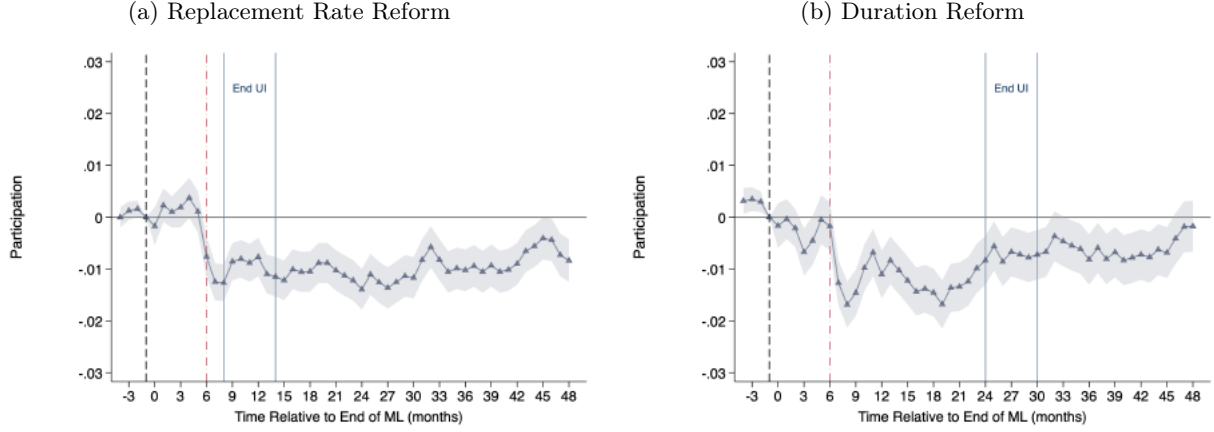 (a) Replacement Rate Reform
(b) Duration Reform
Participation
.03
.02
.01
0
-.01
-.02
-.03
End UI
-3 0 3 6 9 12 15 18 21 24 27 30 33 36 39 42 45 48
Time Relative to End of ML (months)
Participation
.03
.02
.01
0
-.01
-.02
-.03
End UI
-3 0 3 6 9 12 15 18 21 24 27 30 33 36 39 42 45 48
Time Relative to End of ML (months)